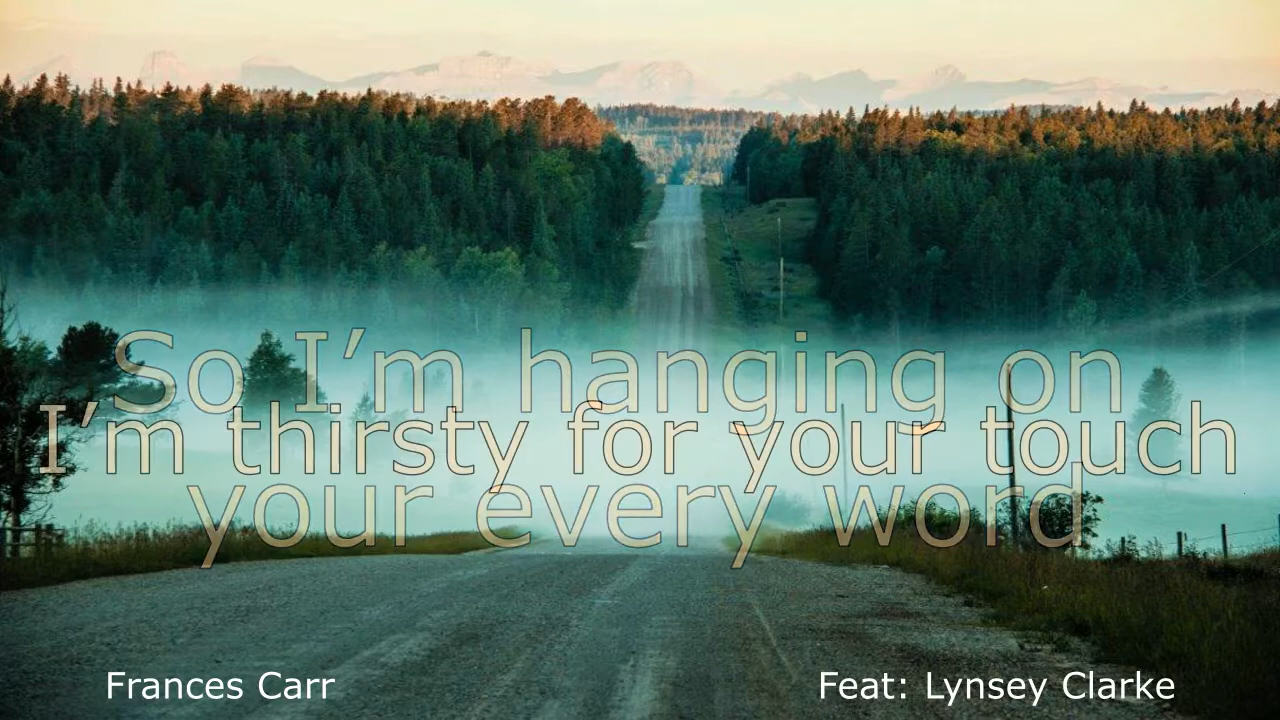 So I’m hanging on
I’m thirsty for your touch
your every word
Frances Carr
Feat: Lynsey Clarke